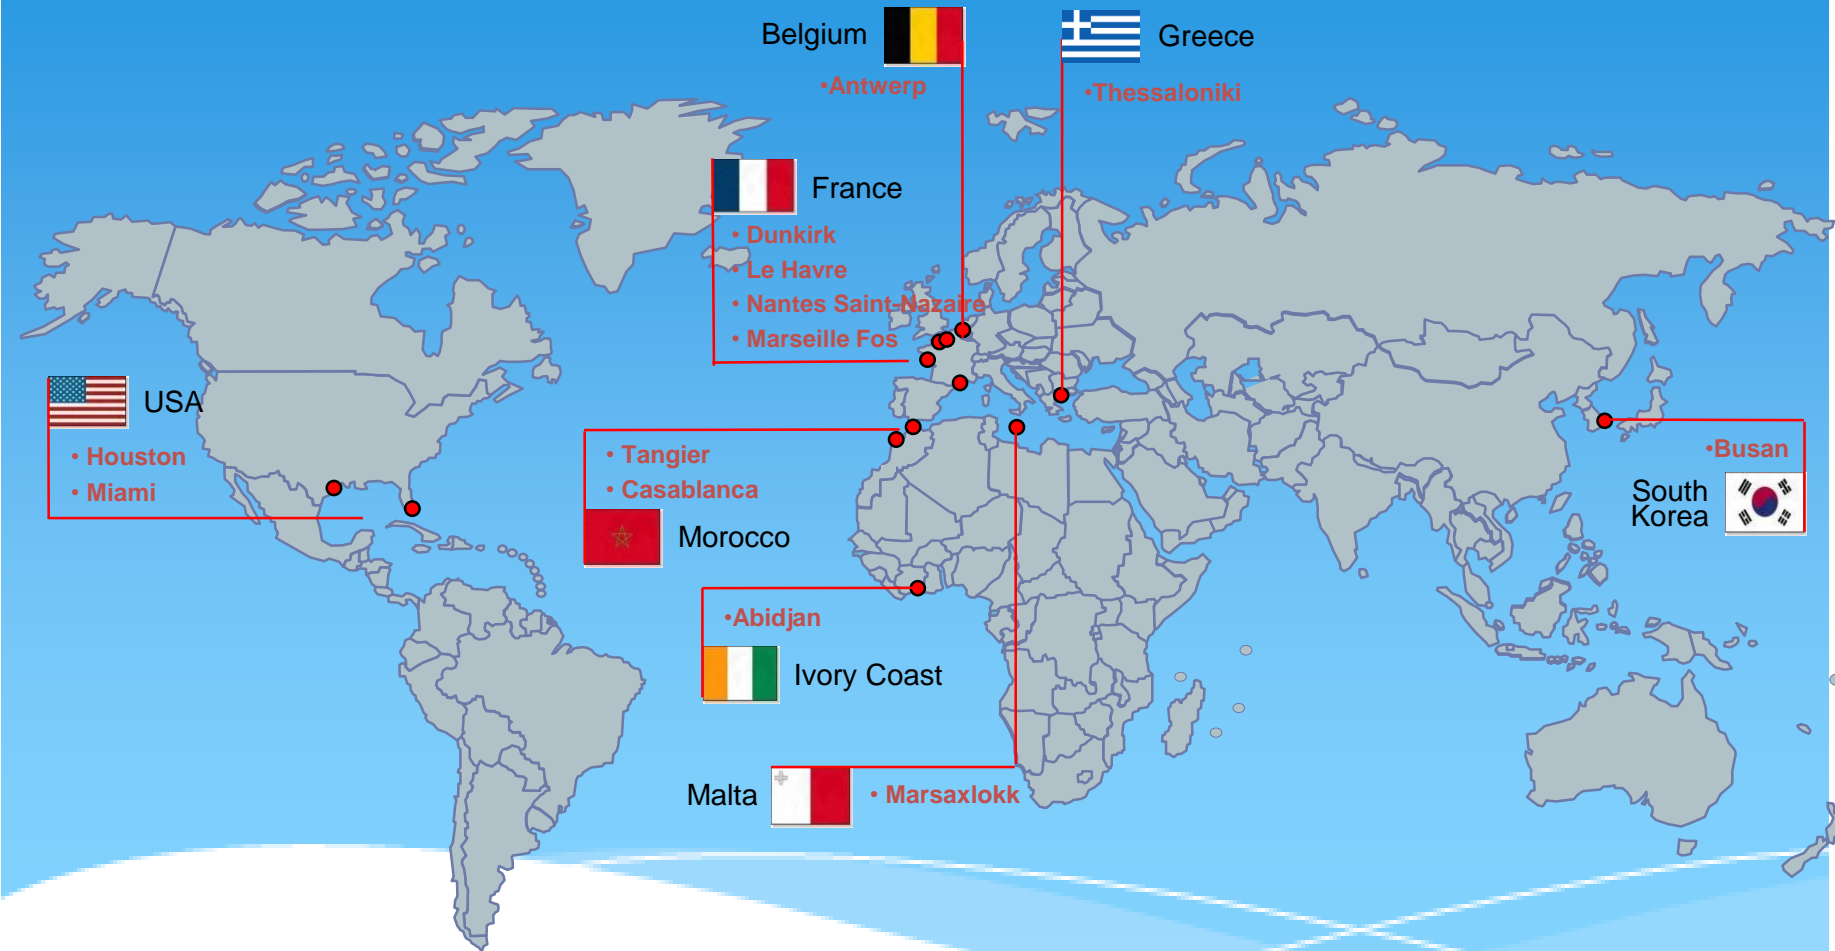 Belgium
•Antwerp
Greece
•Thessaloniki
France
• Dunkirk
• Le Havre
• Nantes Saint-Nazaire
• Marseille Fos
USA
• Houston
• Miami
• Tangier
• Casablanca
Morocco
•Busan
South
Korea
•Abidjan
Ivory Coast
Malta
• Marsaxlokk